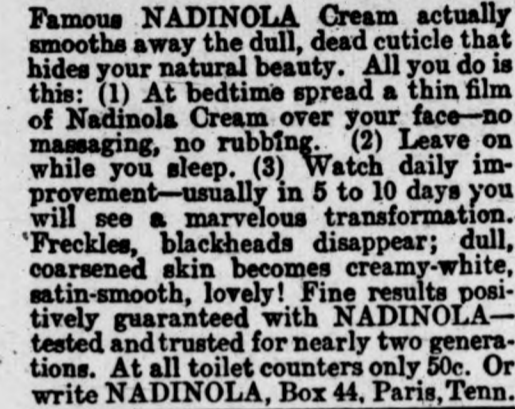 Famous NADINOLA Cream actually
smooths away the dull, dead cuticle that
hides your natural beauty. All you do is
this: (1) At bedtime spread a thin film
of Nadinola Cream over your face—no
massaging, no rubbing. (2) Leave on
while you sleep. (3) Watch daily im-
provement—usually in 5 to 10 days you
will see a marvelous transformation.
Freckles, blackheads disappear; dull,
coarsened skin becomes creamy-white,
satin-smooth, lovely! Fine results posi-
tively guaranteed with NADINOLA—
tested and trusted for nearly two genera-
tions. At all toilet counters only 50c. Or
write NADINOLA, Box 44, Paris, Tenn.